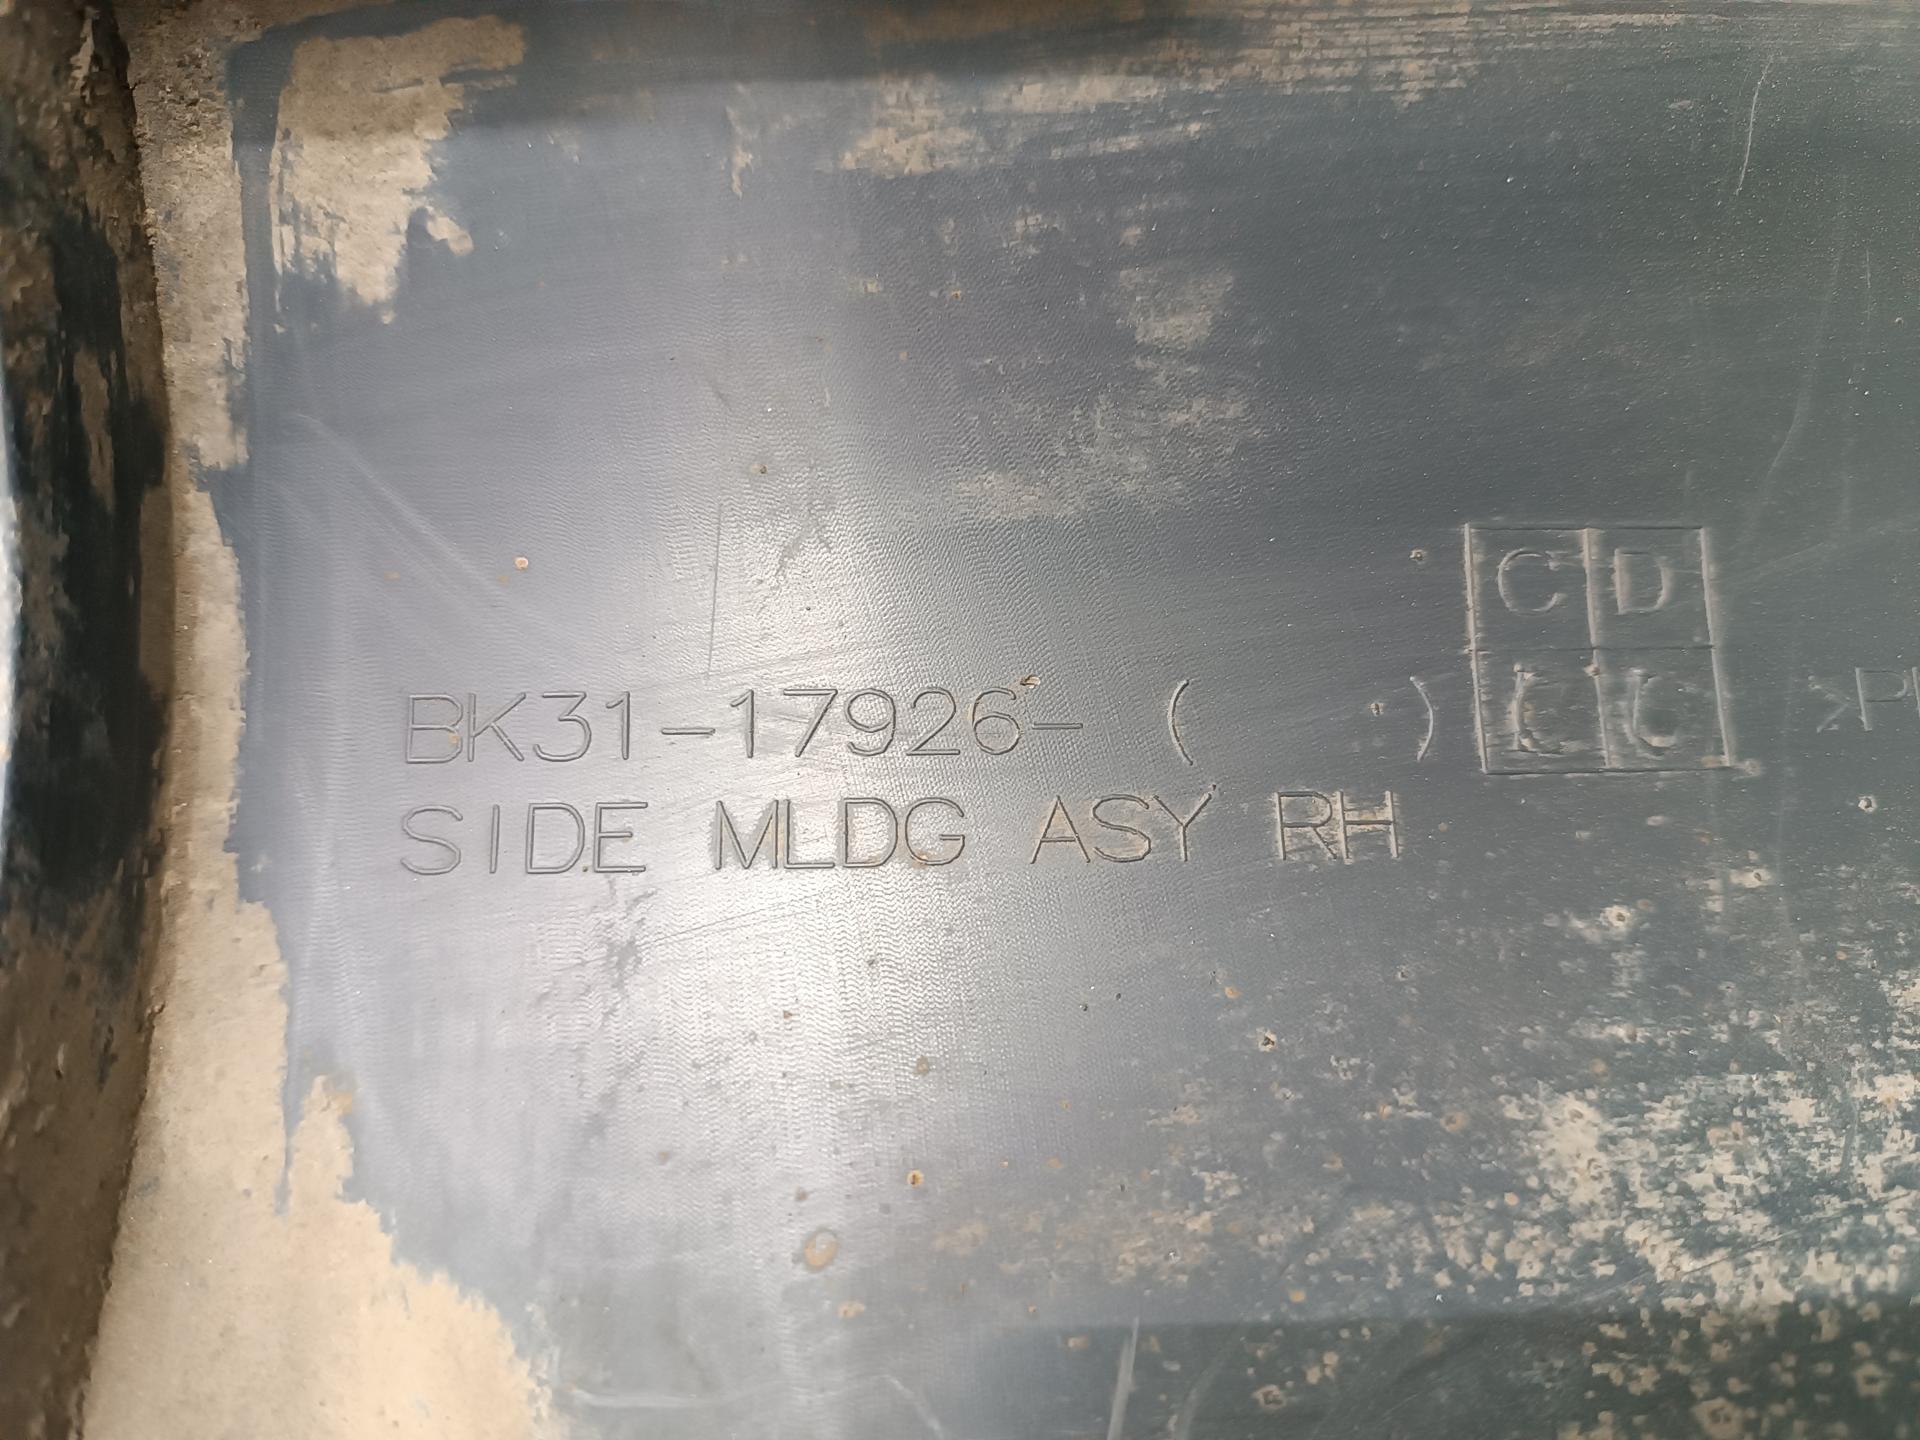 BK31-17926- ( )
SIDE MLDG ASY RH
C D